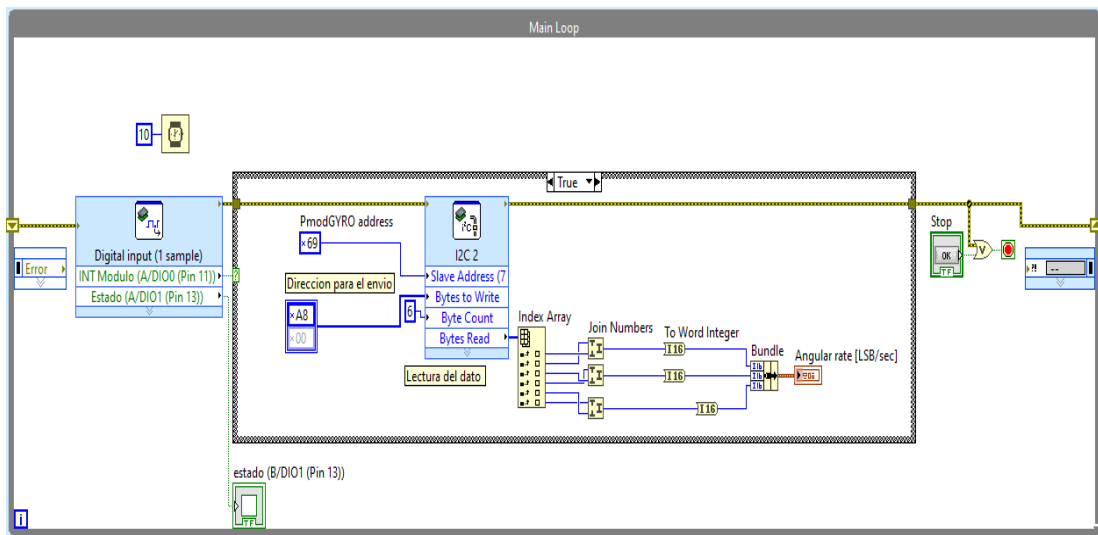 Main Loop
10
True
PmodGYRO address
×69
I2C 2
Stop
OK
TF
Digital input (1 sample)
INT Modulo (A/DIO0 (Pin 11))
Estado (A/DIO1 (Pin 13))
Error
?
Direccion para el envio
×A8
×00
Slave Address (7
Bytes to Write
6
Byte Count
Bytes Read
V
?! --
Index Array
Join Numbers
To Word Integer
I16
I16
I16
Bundle
Angular rate [LSB/sec]
Lectura del dato
estado (B/DIO1 (Pin 13))
TF
i